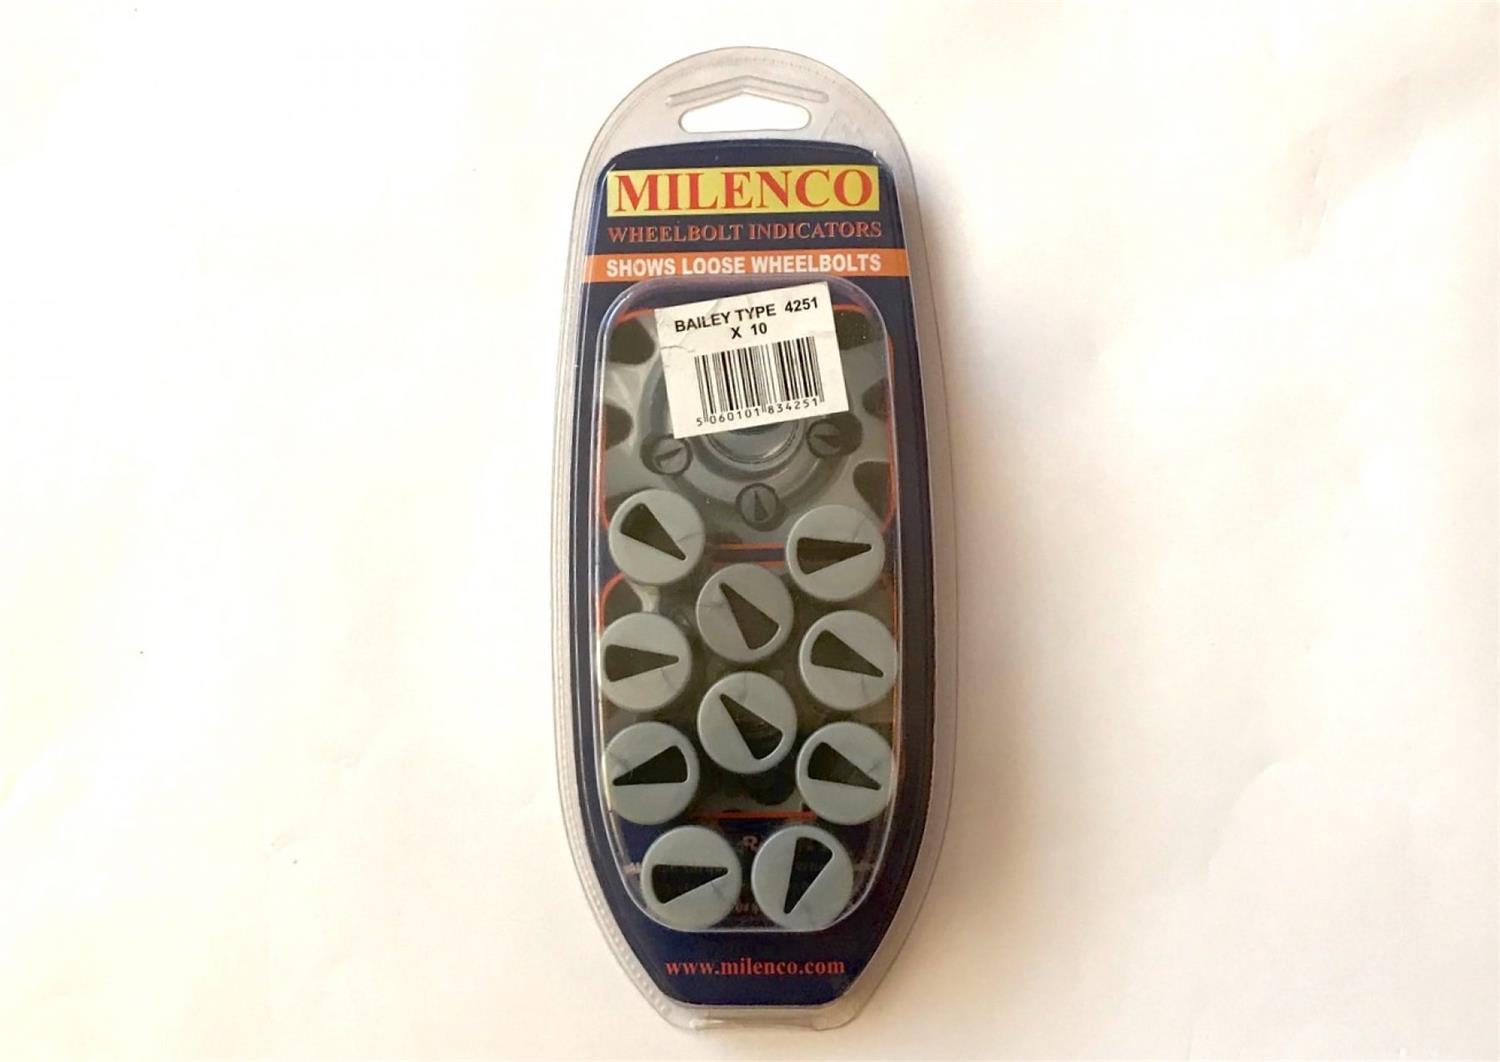 MILENCO
WHEELBOLT INDICATORS
SHOWS LOOSE WHEELBOLTS
BAILEY TYPE 4251
X 10
5 060101 834251
www.milenco.com